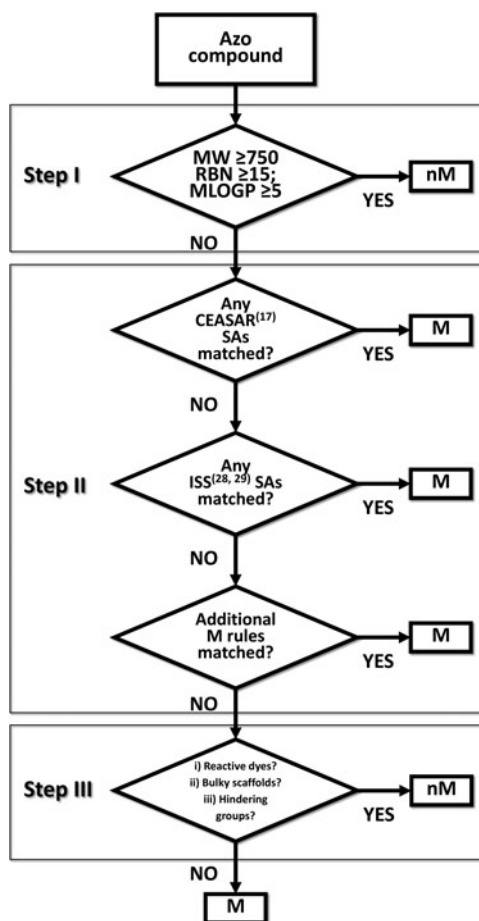 Azo
compound
Step I
MW ≥750
RBN ≥15;
MLOGP ≥5
nM
YES
NO
Any
CEASAR(17)
SAs
matched?
M
YES
NO
Step II
Any
ISS(28, 29) SAs
matched?
M
YES
NO
Additional
M rules
matched?
M
YES
NO
Step III
i) Reactive dyes?
ii) Bulky scaffolds?
iii) Hindering
groups?
nM
YES
NO
M